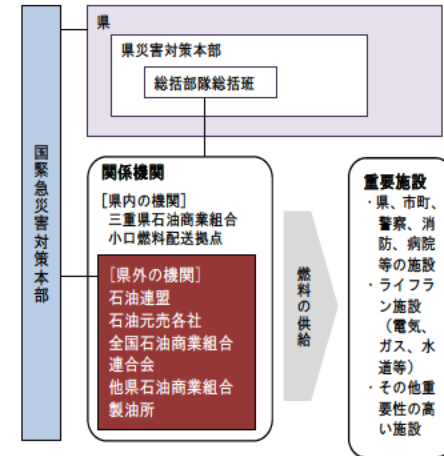 国緊急災害対策本部
県
県災害対策本部
総括部隊総括班
関係機関
[県内の機関]
三重県石油商業組合
小口燃料配送拠点
[県外の機関]
石油連盟
石油元売各社
全国石油商業組合
連合会
他県石油商業組合
製油所
燃料の供給
重要施設
・県、市町、
警察、消
防、病院
等の施設
・ライフラ
ン施設
（電気、
ガス、水
道等）
・その他重
要性の高
い施設